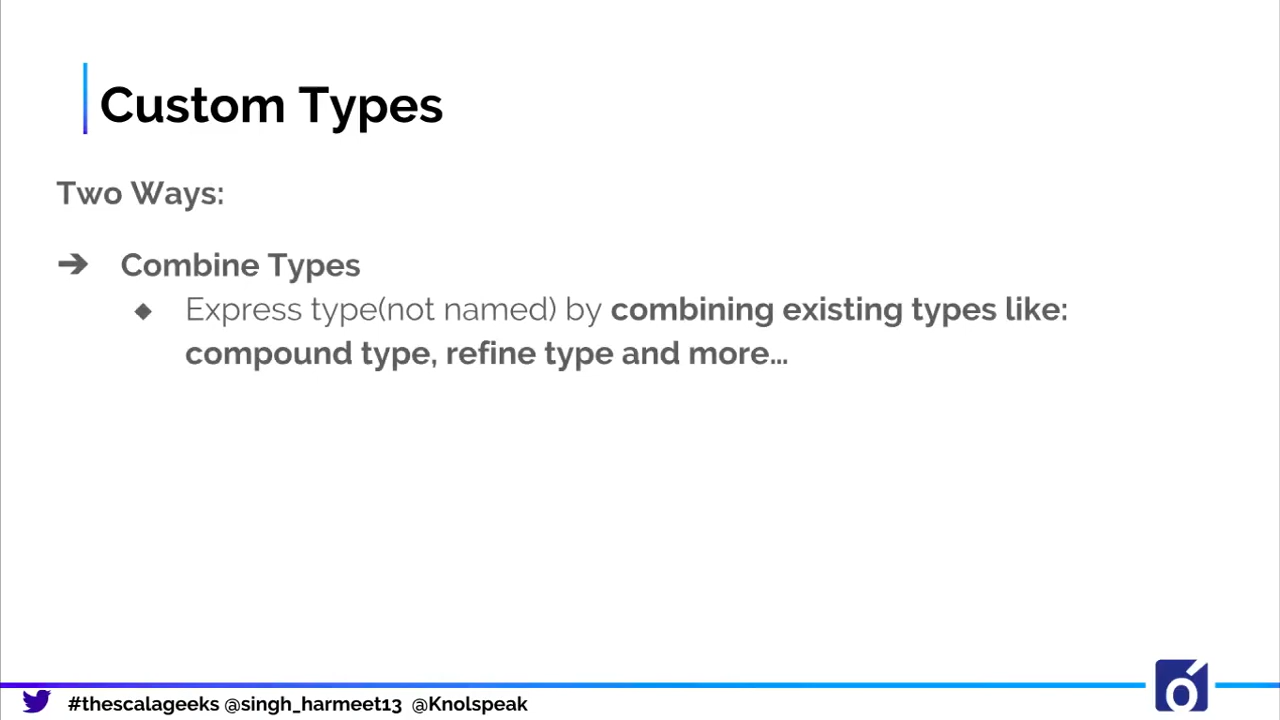 Custom Types
Two Ways:
➔ Combine Types
◆ Express type(not named) by combining existing types like:
compound type, refine type and more...
#thescalageeks @singh_harmeet13 @Knolspeak